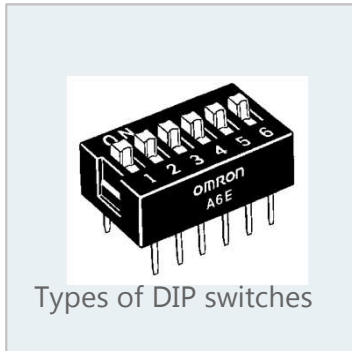 ON
1 2 3 4 5 6
OMRON
A6E
Types of DIP switches